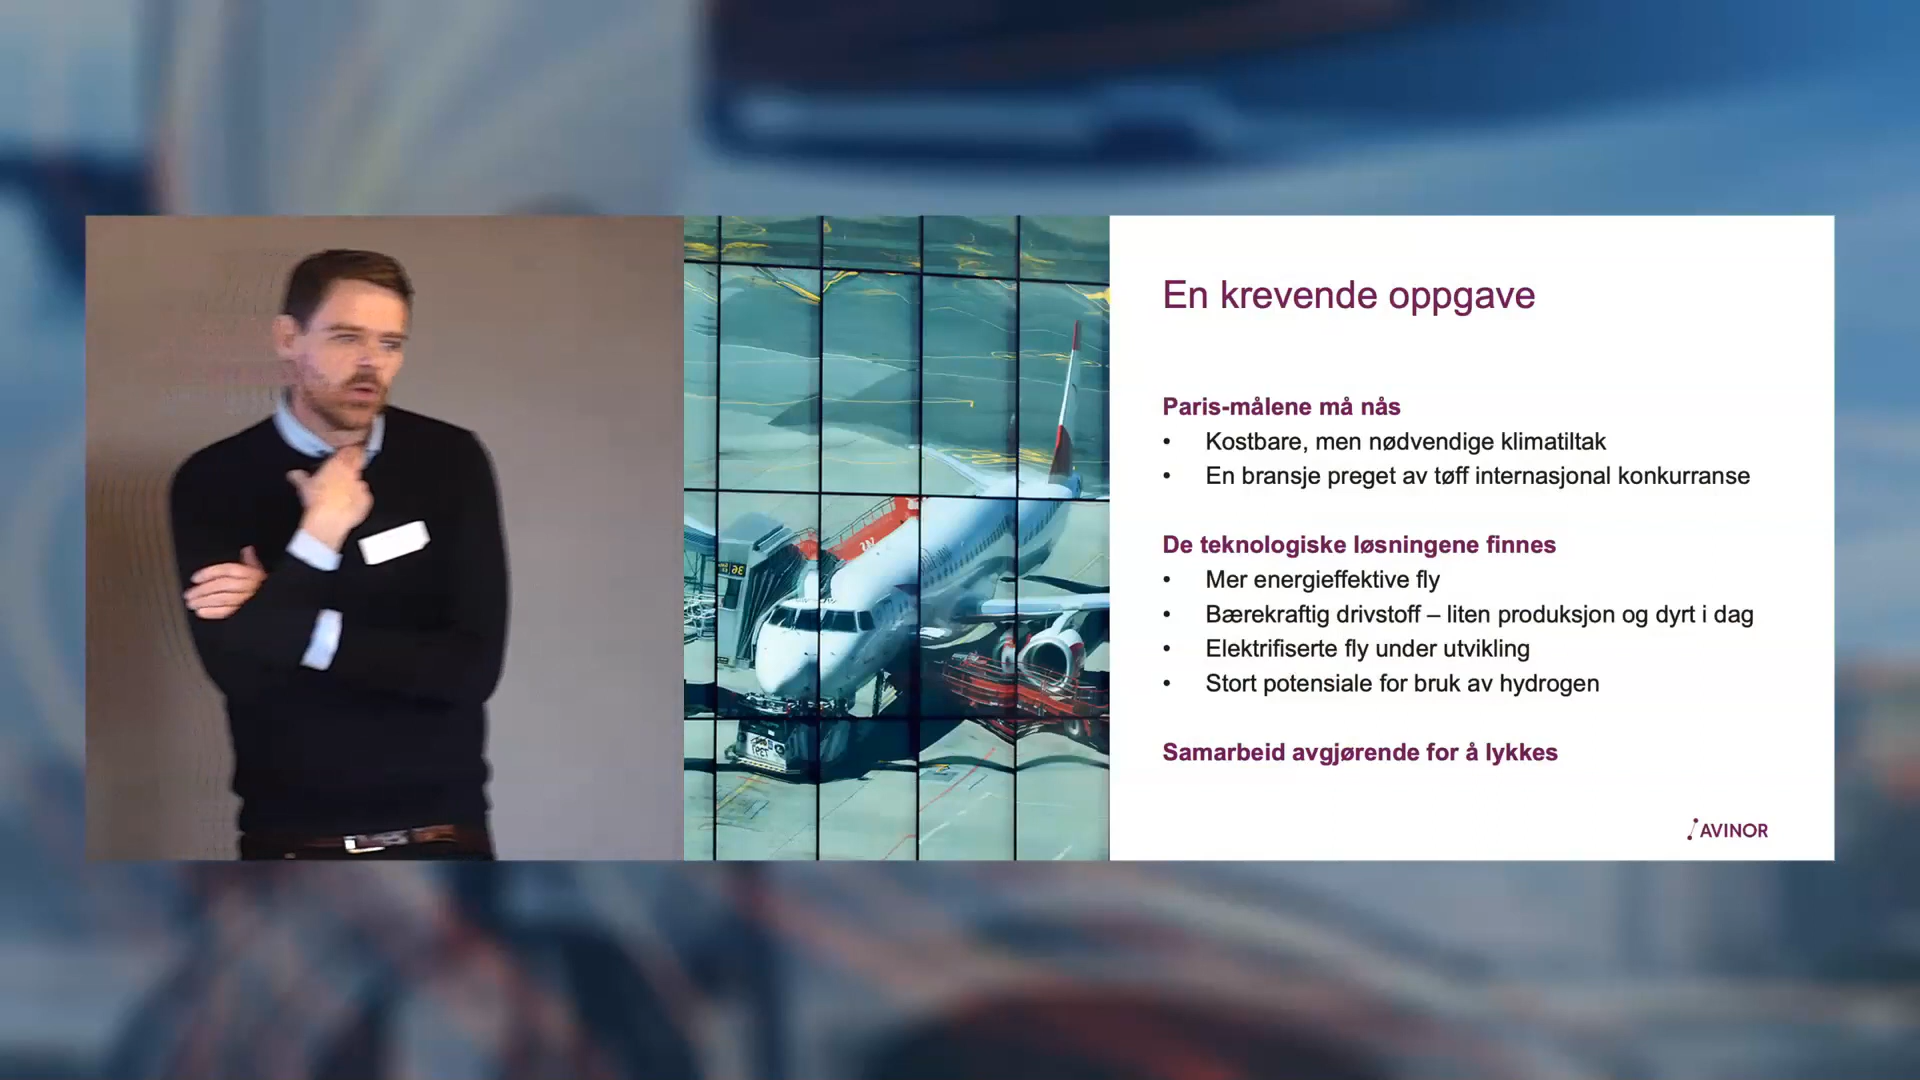 En krevende oppgave
Paris-målene må nås
• Kostbare, men nødvendige klimatiltak
• En bransje preget av tøff internasjonal konkurranse
De teknologiske løsningene finnes
• Mer energieffektive fly
• Bærekraftig drivstoff – liten produksjon og dyrt i dag
• Elektrifiserte fly under utvikling
• Stort potensiale for bruk av hydrogen
Samarbeid avgjørende for å lykkes
AVINOR